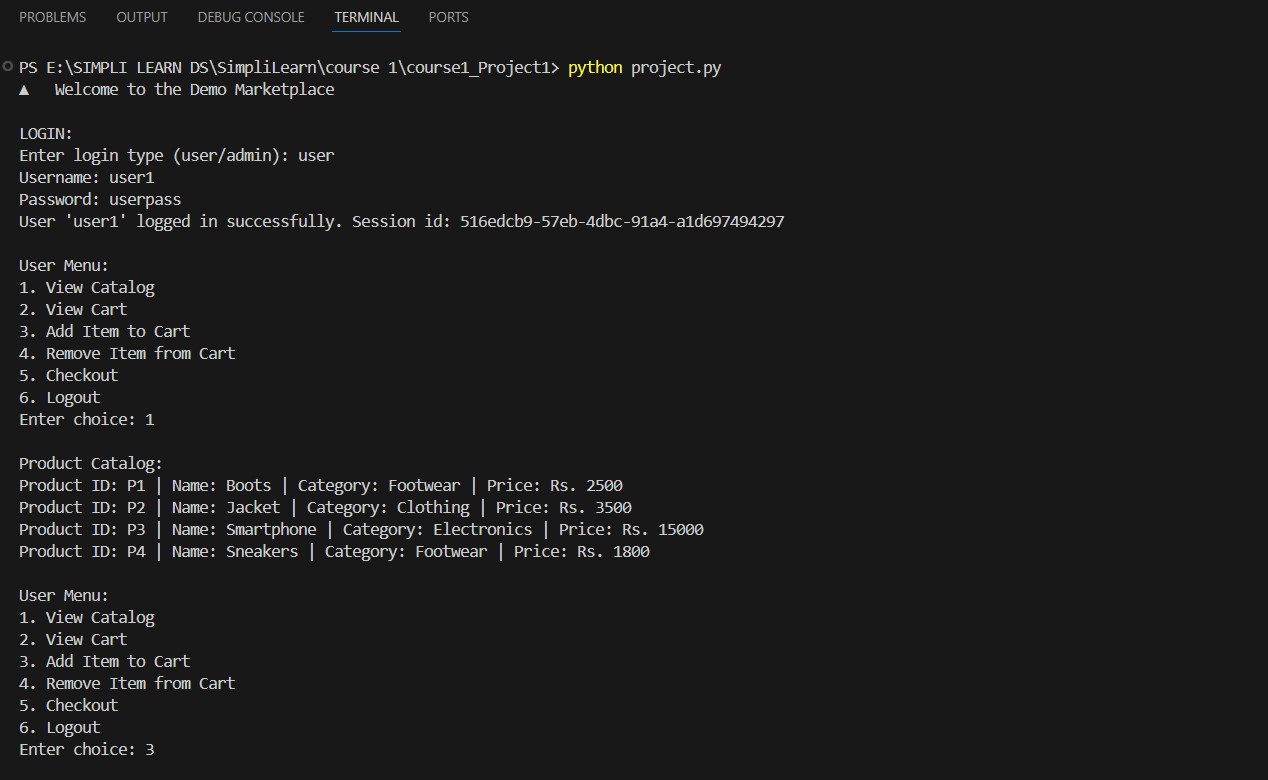 PROBLEMS OUTPUT DEBUG CONSOLE TERMINAL PORTS
PS E:\SIMPLI LEARN DS\SimpliLearn\course 1\course1_Project1> python project.py
▲ Welcome to the Demo Marketplace
LOGIN:
Enter login type (user/admin): user
Username: user1
Password: userpass
User 'user1' logged in successfully. Session id: 516edcb9-57eb-4dbc-91a4-a1d697494297
User Menu:
1. View Catalog
2. View Cart
3. Add Item to Cart
4. Remove Item from Cart
5. Checkout
6. Logout
Enter choice: 1
Product Catalog:
Product ID: P1 | Name: Boots | Category: Footwear | Price: Rs. 2500
Product ID: P2 | Name: Jacket | Category: Clothing | Price: Rs. 3500
Product ID: P3 | Name: Smartphone | Category: Electronics | Price: Rs. 15000
Product ID: P4 | Name: Sneakers | Category: Footwear | Price: Rs. 1800
User Menu:
1. View Catalog
2. View Cart
3. Add Item to Cart
4. Remove Item from Cart
5. Checkout
6. Logout
Enter choice: 3